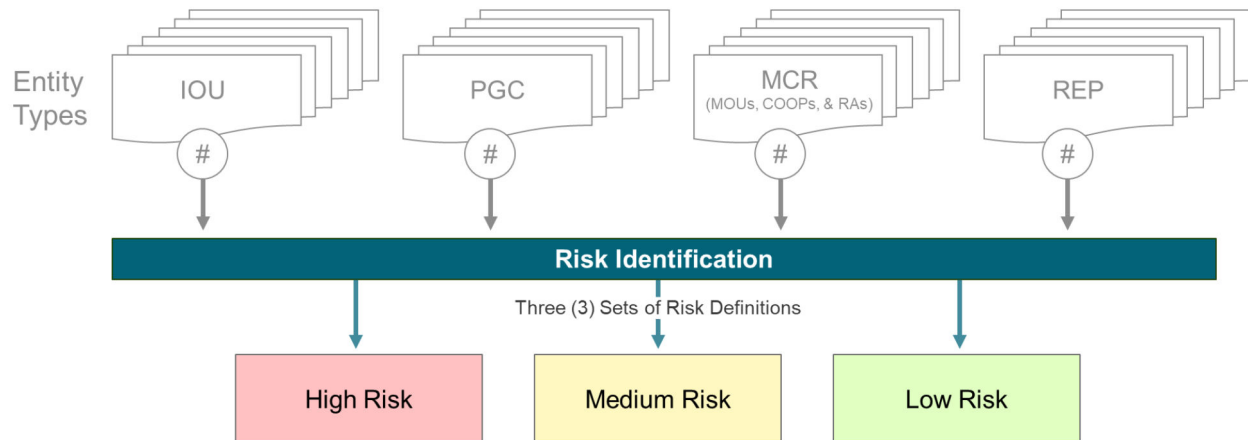 Entity
Types
IOU
PGC
MCR
(MOUs, COOPs, & RAs)
REP
#
#
#
#
Risk Identification
Three (3) Sets of Risk Definitions
High Risk
Medium Risk
Low Risk